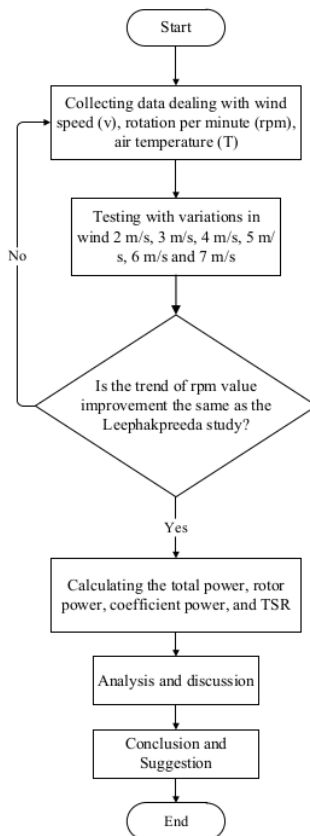 Start
Collecting data dealing with wind
speed (v), rotation per minute (rpm),
air temperature (T)
Testing with variations in
wind 2 m/s, 3 m/s, 4 m/s, 5 m/
s, 6 m/s and 7 m/s
No
Is the trend of rpm value
improvement the same as the
Leephakpreeda study?
Yes
Calculating the total power, rotor
power, coefficient power, and TSR
Analysis and discussion
Conclusion and
Suggestion
End